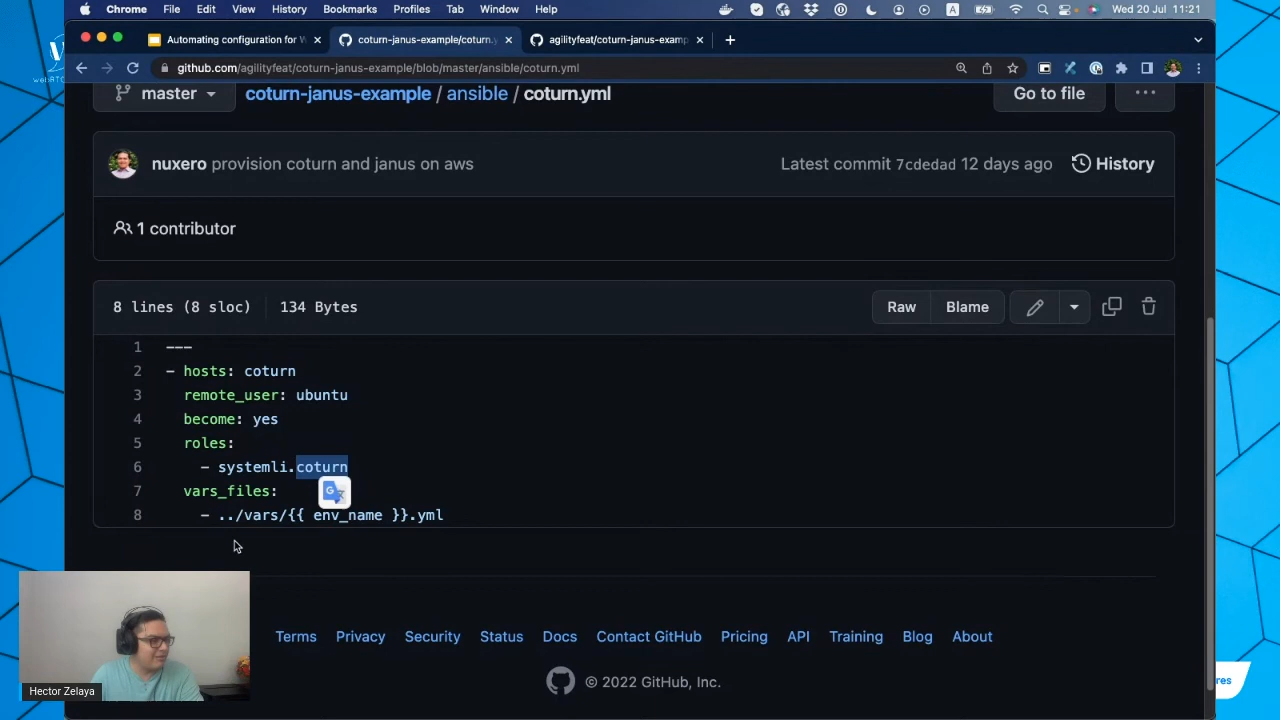 Chrome File Edit View History Bookmarks Profiles Tab Window Help A Wed 20 Jul 11:21
Automating configuration for W coturn-janus-example/coturn. agilityfeat/coturn-janus-examp
github.com/agilityfeat/coturn-janus-example/blob/master/ansible/coturn.yml
master coturn-janus-example / ansible / coturn.yml Go to file ...
nuxero provision coturn and janus on aws Latest commit 7cdedad 12 days ago History
1 contributor
8 lines (8 sloc) 134 Bytes Raw Blame
1 ---
2 - hosts: coturn
3 remote_user: ubuntu
4 become: yes
5 roles:
6 - systemli.coturn
7 vars_files:
8 - ../vars/{{ env_name }}.yml
Terms Privacy Security Status Docs Contact GitHub Pricing API Training Blog About
© 2022 GitHub, Inc.
Hector Zelaya